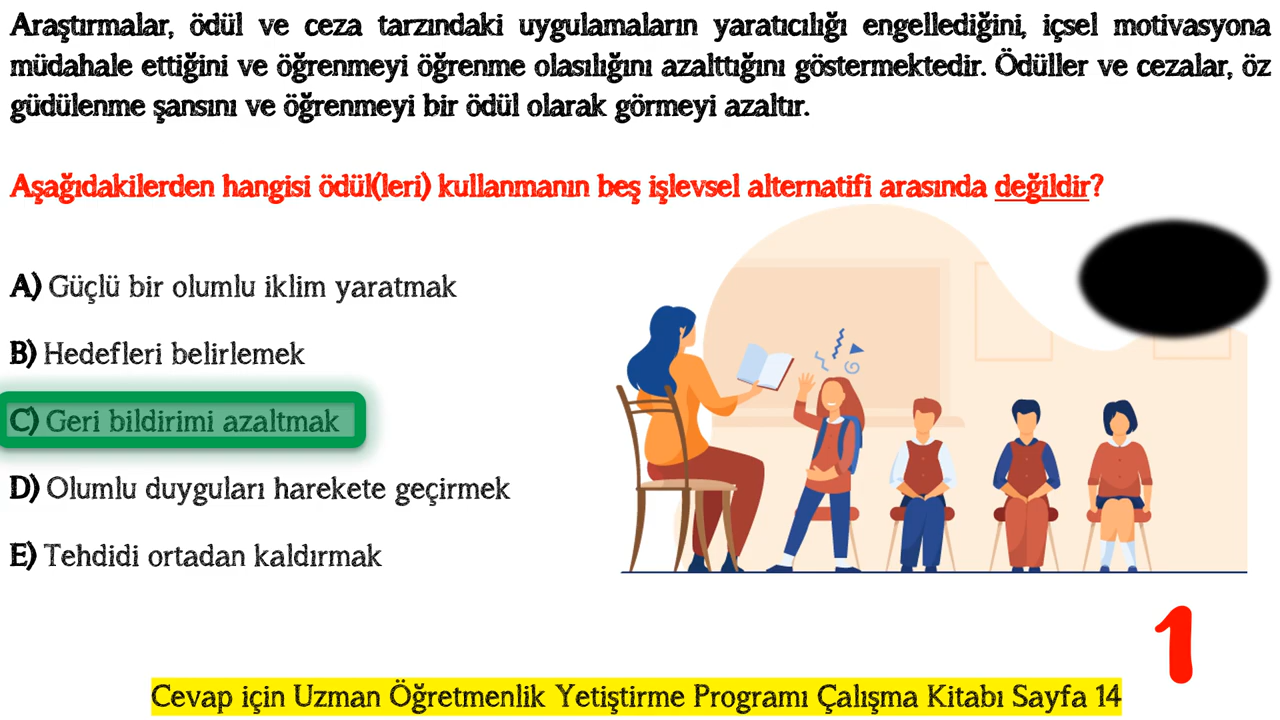 Araştırmalar, ödül ve ceza tarzındaki uygulamaların yaratıcılığı engellediğini, içsel motivasyona
müdahale ettiğini ve öğrenmeyi öğrenme olasılığını azalttığını göstermektedir. Ödüller ve cezalar, öz
güdülenme şansını ve öğrenmeyi bir ödül olarak görmeyi azaltır.
Aşağıdakilerden hangisi ödül(leri) kullanmanın beş işlevsel alternatifi arasında değildir?
A) Güçlü bir olumlu iklim yaratmak
B) Hedefleri belirlemek
C) Geri bildirimi azaltmak
D) Olumlu duyguları harekete geçirmek
E) Tehdidi ortadan kaldırmak
1
Cevap için Uzman Öğretmenlik Yetiştirme Programı Çalışma Kitabı Sayfa 14